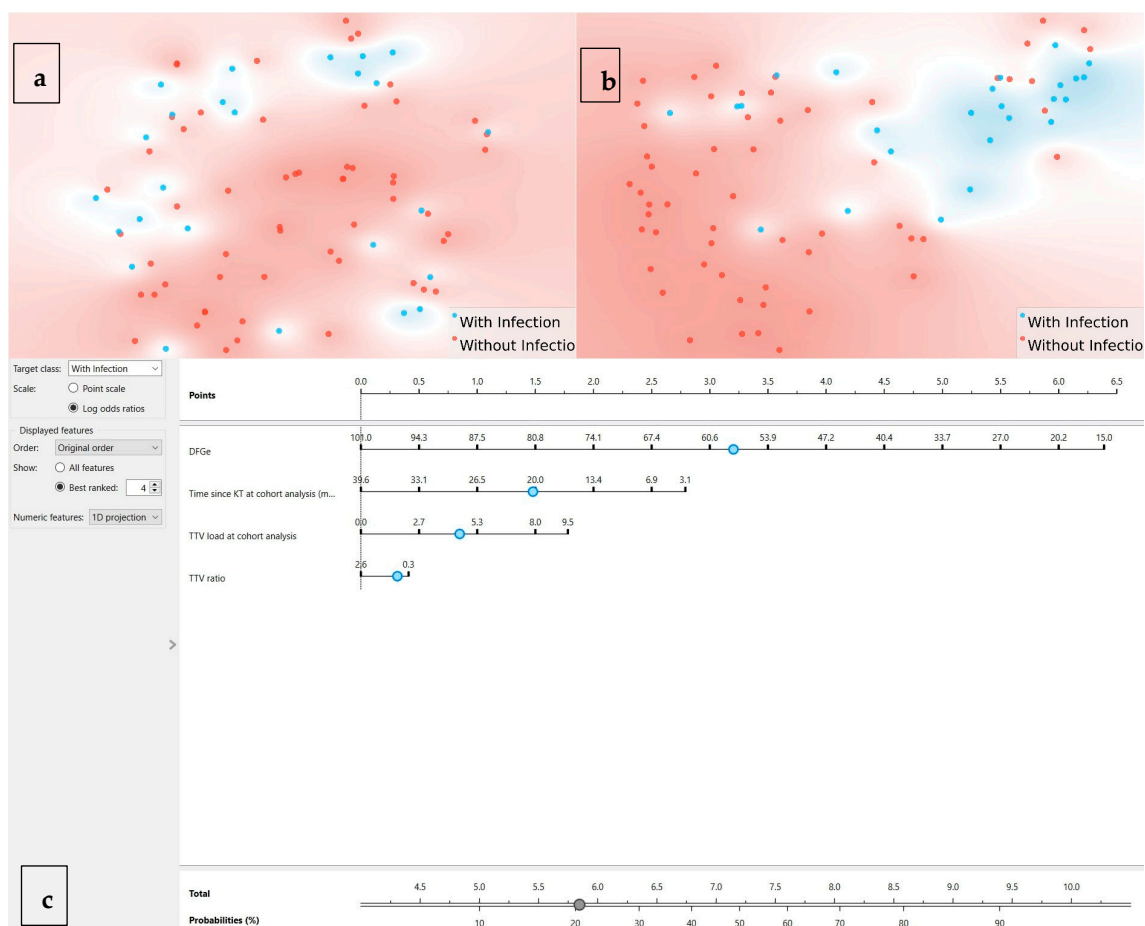 a
b
With Infection
Without Infectio
With Infection
Without Infectio
Target class: With Infection
Scale: Point scale
Log odds ratios
Displayed features
Order: Original order
Show: All features
Best ranked: 4
Numeric features: 1D projection
Points
0.0 0.5 1.0 1.5 2.0 2.5 3.0 3.5 4.0 4.5 5.0 5.5 6.0 6.5
DFGe
101.0 94.3 87.5 80.8 74.1 67.4 60.6 53.9 47.2 40.4 33.7 27.0 20.2 15.0
Time since KT at cohort analysis (m...
39.6 33.1 26.5 20.0 13.4 6.9 3.1
TTV load at cohort analysis
0.0 2.7 5.3 8.0 9.5
TTV ratio
2.6 0.3
>
c
Total
4.5 5.0 5.5 6.0 6.5 7.0 7.5 8.0 8.5 9.0 9.5 10.0
Probabilities (%)
10 20 30 40 50 60 70 80 90